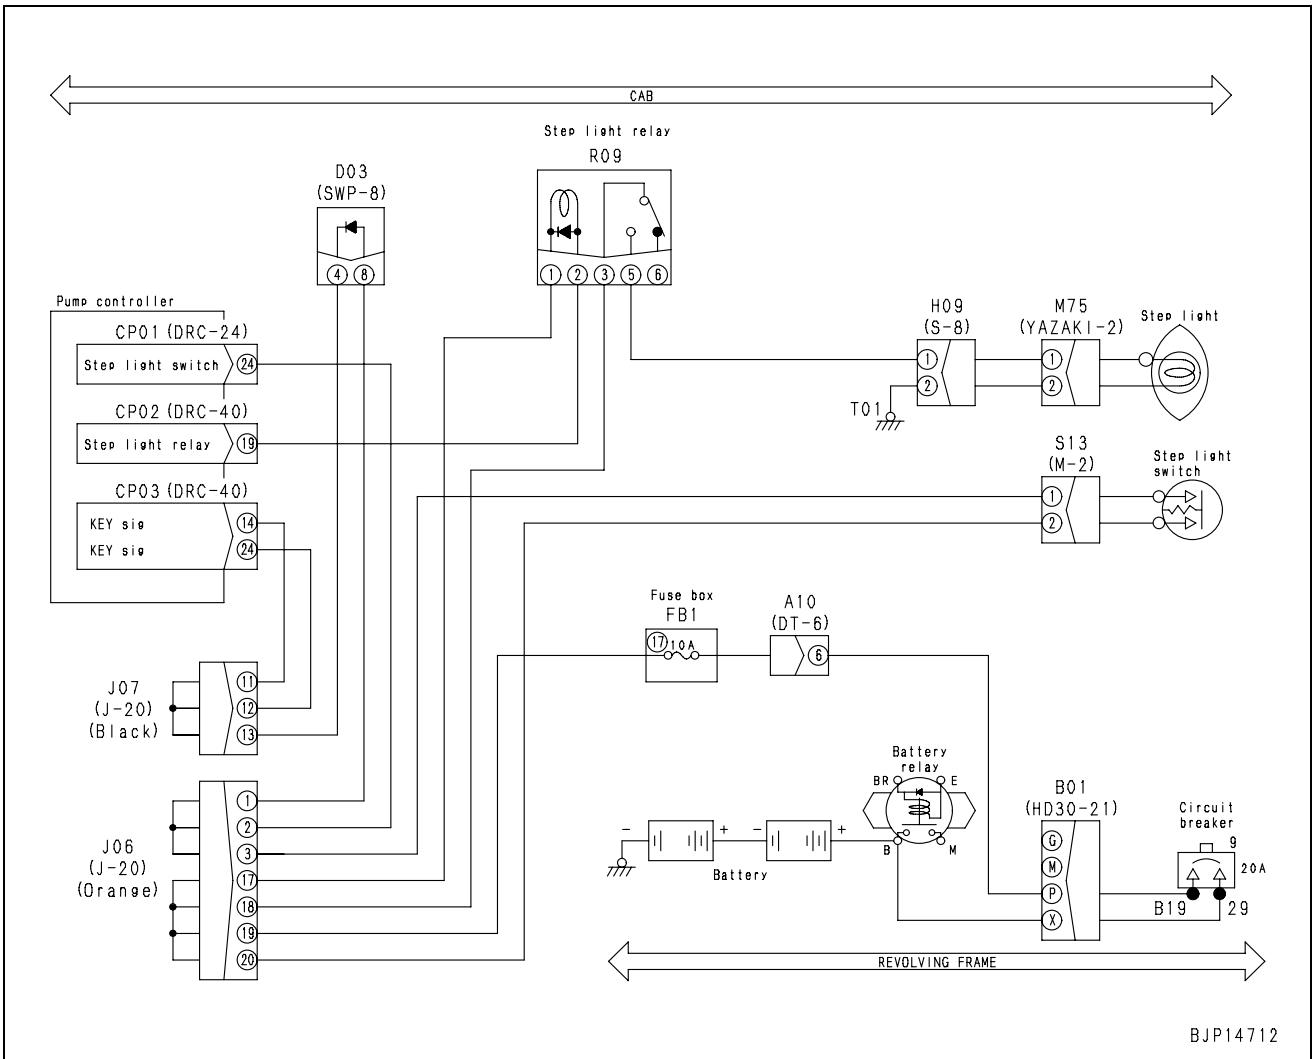 CAB
Step light relay
R09
D03
(SWP-8)
4 8
1 2 3 5 6
Pump controller
CP01 (DRC-24)
Step light switch 24
CP02 (DRC-40)
Step light relay 19
CP03 (DRC-40)
KEY sig 14
KEY sig 24
H09
(S-8)
1
2
T01
M75
(YAZAKI-2)
1
2
Step light
S13
(M-2)
1
2
Step light
switch
Fuse box
FB1
17 10A
A10
(DT-6)
6
J07
(J-20)
(Black)
11
12
13
J06
(J-20)
(Orange)
1
2
3
17
18
19
20
Battery
relay
BR E
B M
- + - +
Battery
B01
(HD30-21)
G
M
P
X
Circuit
breaker
9
20A
B19 29
REVOLVING FRAME
BJP14712